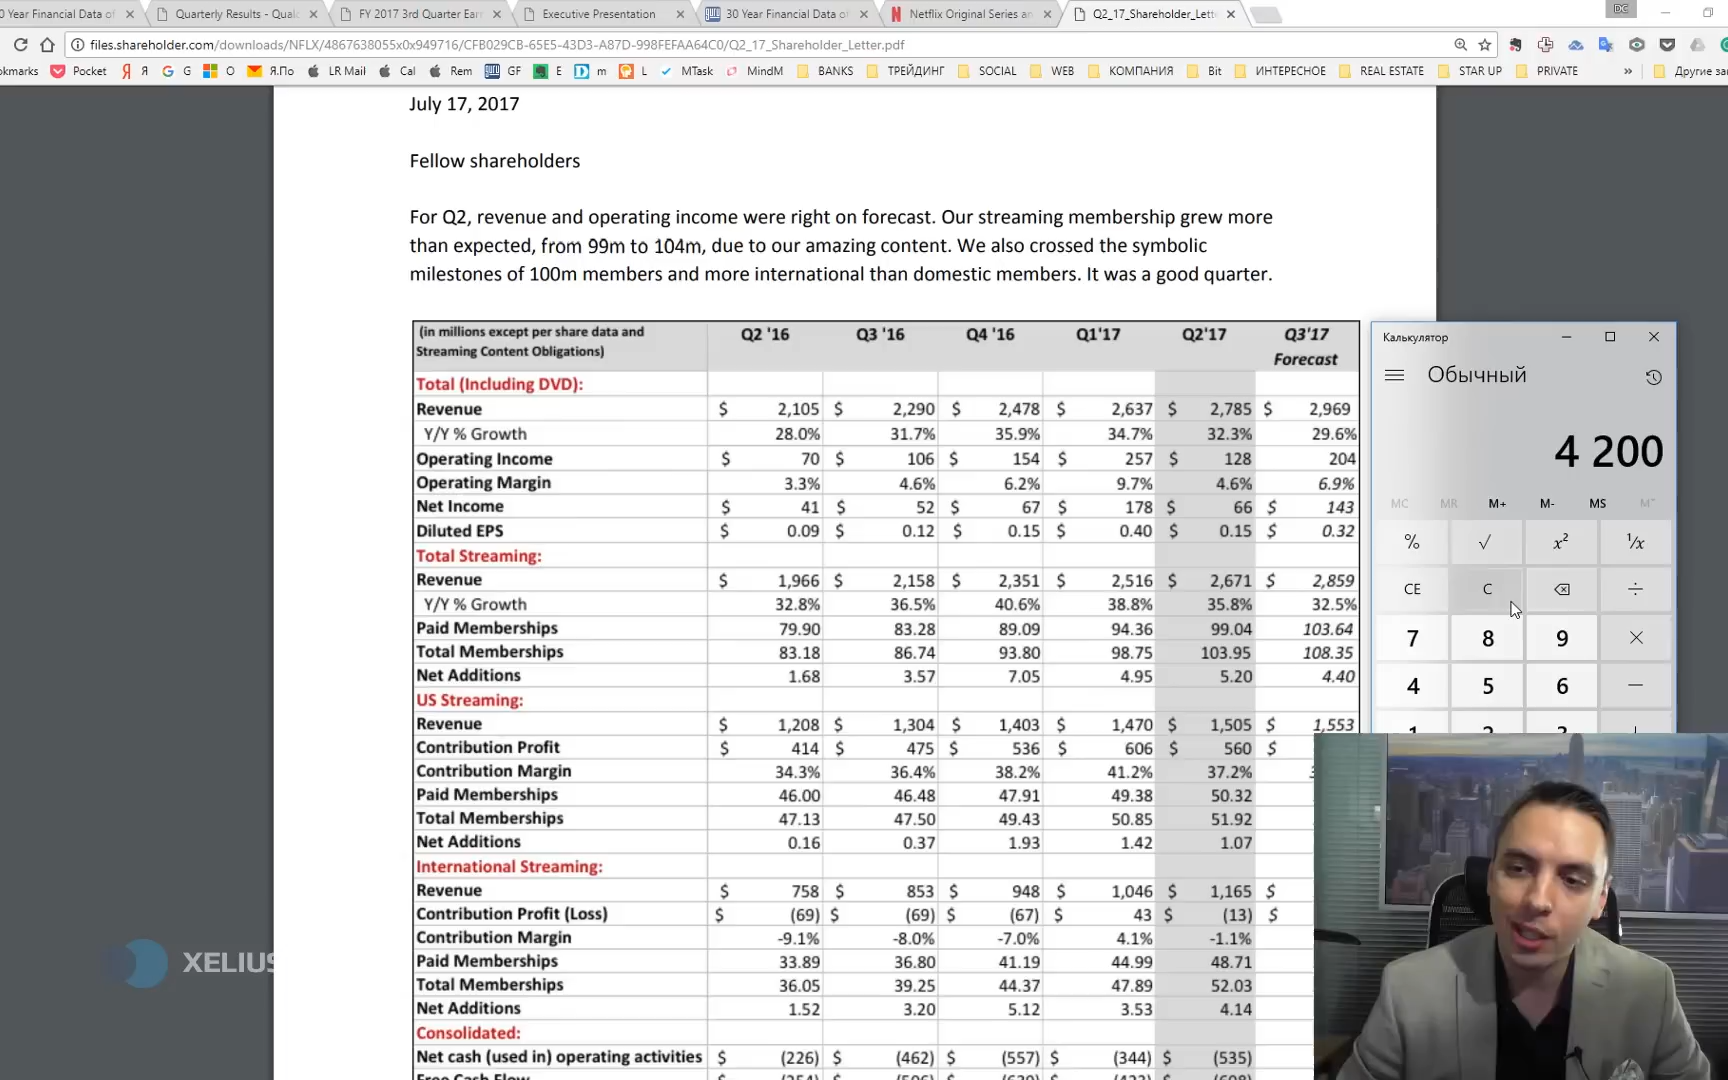 0 Year Financial Data of
Quarterly Results - Qualc
FY 2017 3rd Quarter Ear
Executive Presentation
30 Year Financial Data of
Netflix Original Series an
Q2_17_Shareholder_Lett
DC
files.shareholder.com/downloads/NFLX/4867638055x0x949716/CFB029CB-65E5-43D3-A87D-998FEFAA64C0/Q2_17_Shareholder_Letter.pdf
okmarks Pocket Я G O Я.По LR Mail Cal Rem GF E m L MTask MindM BANKS ТРЕЙДИНГ SOCIAL WEB КОМПАНИЯ Bit ИНТЕРЕСНОЕ REAL ESTATE STAR UP PRIVATE » Другие за
July 17, 2017
Fellow shareholders
For Q2, revenue and operating income were right on forecast. Our streaming membership grew more
than expected, from 99m to 104m, due to our amazing content. We also crossed the symbolic
milestones of 100m members and more international than domestic members. It was a good quarter.
(in millions except per share data and
Streaming Content Obligations)
Q2 '16 Q3 '16 Q4 '16 Q1'17 Q2'17 Q3'17
Forecast
Total (Including DVD):
Revenue $ 2,105 $ 2,290 $ 2,478 $ 2,637 $ 2,785 $ 2,969
Y/Y % Growth 28.0% 31.7% 35.9% 34.7% 32.3% 29.6%
Operating Income $ 70 $ 106 $ 154 $ 257 $ 128 204
Operating Margin 3.3% 4.6% 6.2% 9.7% 4.6% 6.9%
Net Income $ 41 $ 52 $ 67 $ 178 $ 66 $ 143
Diluted EPS $ 0.09 $ 0.12 $ 0.15 $ 0.40 $ 0.15 $ 0.32
Total Streaming:
Revenue $ 1,966 $ 2,158 $ 2,351 $ 2,516 $ 2,671 $ 2,859
Y/Y % Growth 32.8% 36.5% 40.6% 38.8% 35.8% 32.5%
Paid Memberships 79.90 83.28 89.09 94.36 99.04 103.64
Total Memberships 83.18 86.74 93.80 98.75 103.95 108.35
Net Additions 1.68 3.57 7.05 4.95 5.20 4.40
US Streaming:
Revenue $ 1,208 $ 1,304 $ 1,403 $ 1,470 $ 1,505 $ 1,553
Contribution Profit $ 414 $ 475 $ 536 $ 606 $ 560 $
Contribution Margin 34.3% 36.4% 38.2% 41.2% 37.2%
Paid Memberships 46.00 46.48 47.91 49.38 50.32
Total Memberships 47.13 47.50 49.43 50.85 51.92
Net Additions 0.16 0.37 1.93 1.42 1.07
International Streaming:
Revenue $ 758 $ 853 $ 948 $ 1,046 $ 1,165 $
Contribution Profit (Loss) $ (69) $ (69) $ (67) $ 43 $ (13) $
Contribution Margin -9.1% -8.0% -7.0% 4.1% -1.1%
Paid Memberships 33.89 36.80 41.19 44.99 48.71
Total Memberships 36.05 39.25 44.37 47.89 52.03
Net Additions 1.52 3.20 5.12 3.53 4.14
Consolidated:
Net cash (used in) operating activities $ (226) $ (462) $ (557) $ (344) $ (535)
Калькулятор
Обычный
4 200
MC MR M+ M- MS
% √ x² ¹/x
CE C ÷
7 8 9 ×
4 5 6 −
XELIUS